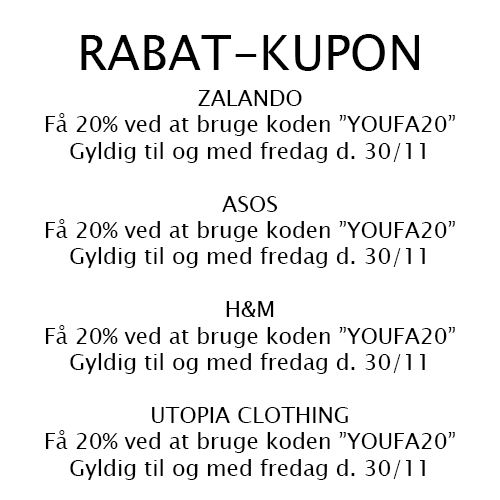 RABAT-KUPON
ZALANDO
Få 20% ved at bruge koden ”YOUFA20”
Gyldig til og med fredag d. 30/11
ASOS
Få 20% ved at bruge koden ”YOUFA20”
Gyldig til og med fredag d. 30/11
H&M
Få 20% ved at bruge koden ”YOUFA20”
Gyldig til og med fredag d. 30/11
UTOPIA CLOTHING
Få 20% ved at bruge koden ”YOUFA20”
Gyldig til og med fredag d. 30/11